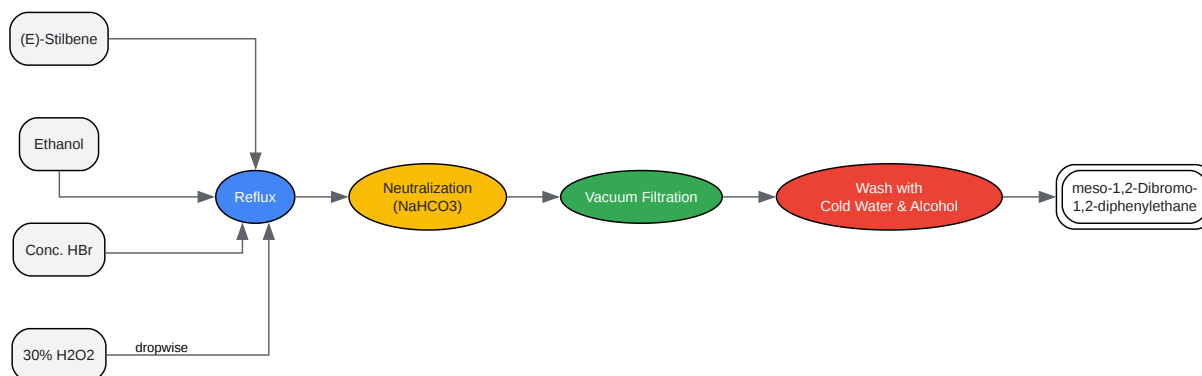 (E)-Stilbene
Ethanol
Conc. HBr
30% H2O2
dropwise
Reflux
Neutralization
(NaHCO3)
Vacuum Filtration
Wash with
Cold Water & Alcohol
meso-1,2-Dibromo-
1,2-diphenylethane